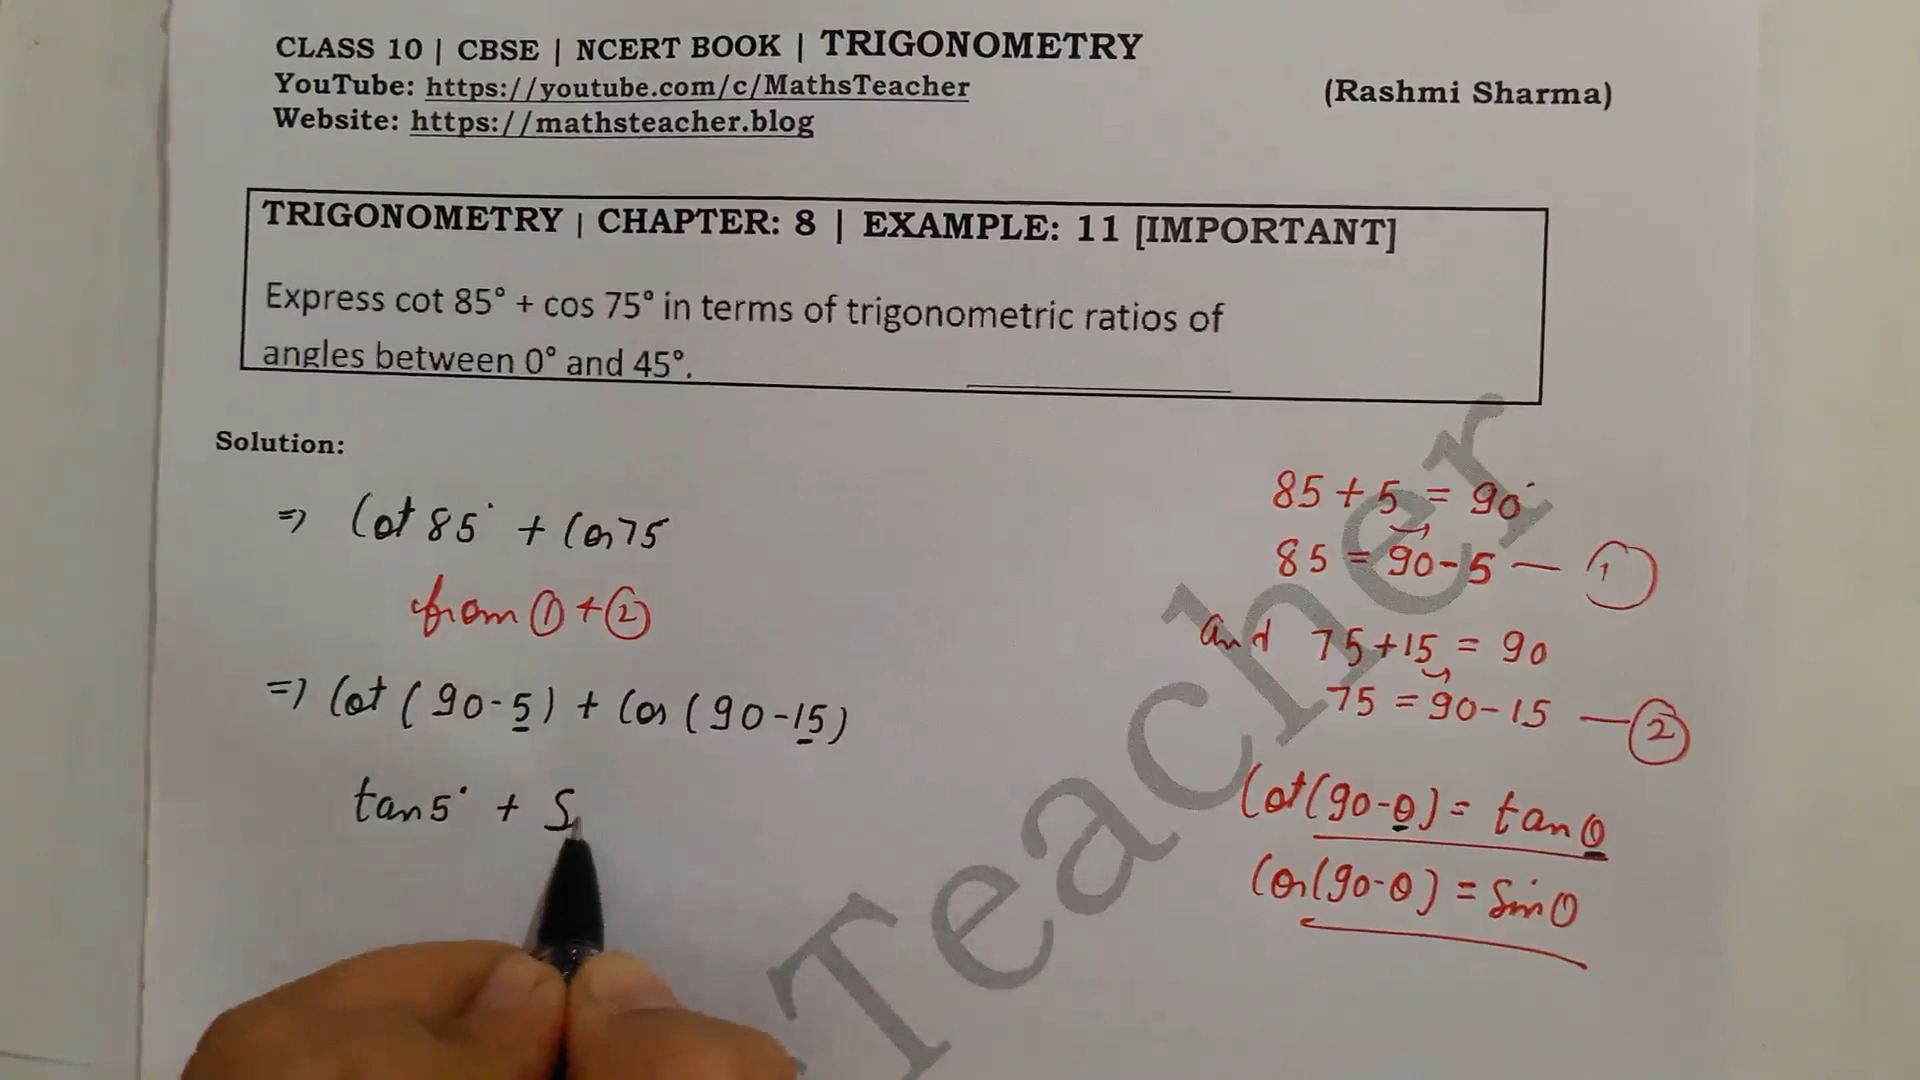 CLASS 10 | CBSE | NCERT BOOK | TRIGONOMETRY
YouTube: https://youtube.com/c/MathsTeacher
(Rashmi Sharma)
Website: https://mathsteacher.blog
TRIGONOMETRY | CHAPTER: 8 | EXAMPLE: 11 [IMPORTANT]
Express cot 85° + cos 75° in terms of trigonometric ratios of
angles between 0° and 45°.
Solution:
⇒ Cot 85° + Cos 75
from ① + ②
⇒ Cot (90-5) + Cos (90-15)
tan 5° + S
85 + 5 = 90°
85 = 90-5 — ①
and 75+15 = 90
75 = 90-15 — ②
Cot(90-θ) = tan θ
Cos(90-θ) = Sin θ
Teacher